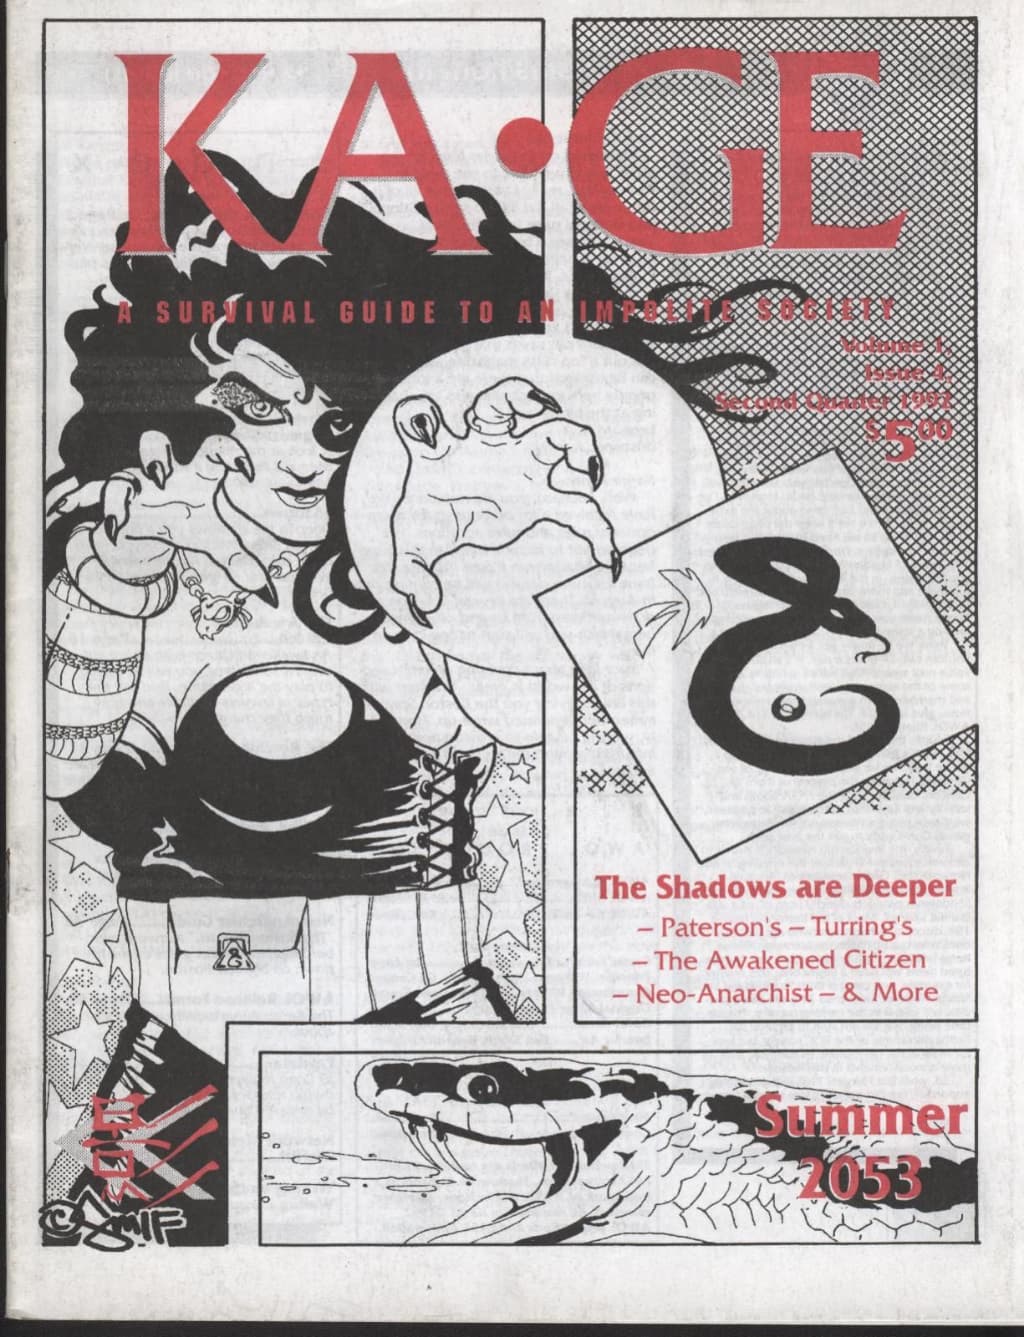 KA•GE
A SURVIVAL GUIDE TO AN IMPOLITE SOCIETY
Volume 1,
Issue 4,
Second Quarter 1992
$5.00
The Shadows are Deeper
– Paterson's – Turring's
– The Awakened Citizen
– Neo-Anarchist – & More
Summer
2053
影
©